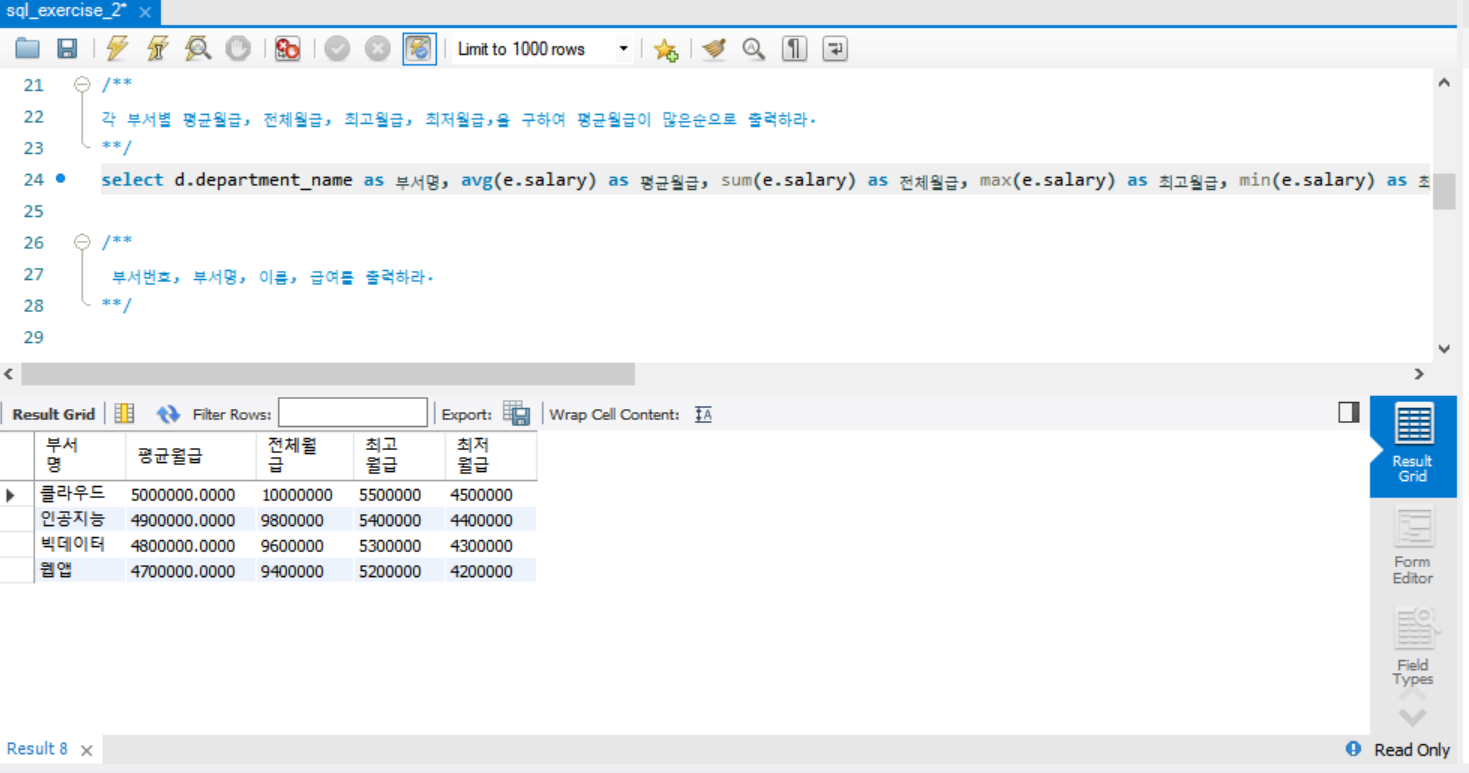 sql_exercise_2*
Limit to 1000 rows
21 /**
22 각 부서별 평균월급, 전체월급, 최고월급, 최저월급,을 구하여 평균월급이 많은순으로 출력하라.
23 **/
24 select d.department_name as 부서명, avg(e.salary) as 평균월급, sum(e.salary) as 전체월급, max(e.salary) as 최고월급, min(e.salary) as 최
25
26 /**
27 부서번호, 부서명, 이름, 급여를 출력하라.
28 **/
29
Result Grid Filter Rows: Export: Wrap Cell Content:
부서명 평균월급 전체월급 최고월급 최저월급
클라우드 5000000.0000 10000000 5500000 4500000
인공지능 4900000.0000 9800000 5400000 4400000
빅데이터 4800000.0000 9600000 5300000 4300000
웹앱 4700000.0000 9400000 5200000 4200000
Result
Grid
Form
Editor
Field
Types
Result 8
Read Only